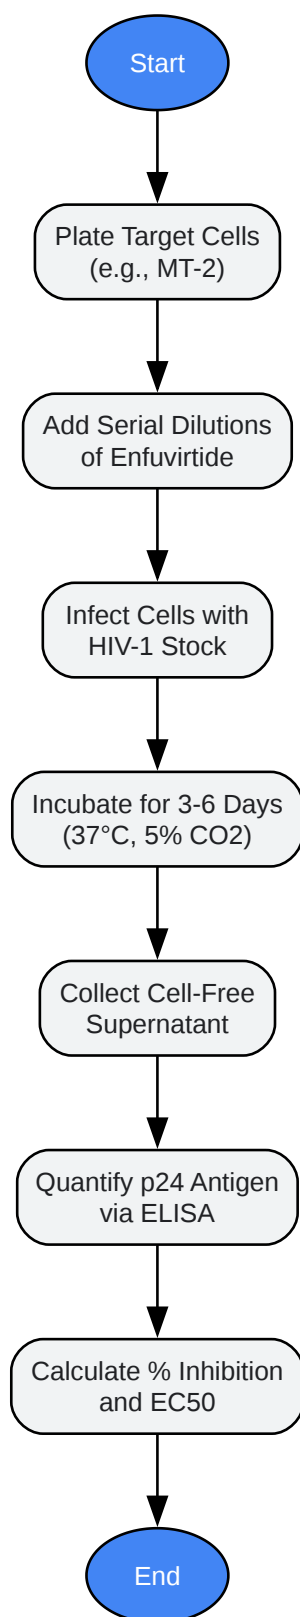 Start
Plate Target Cells
(e.g., MT-2)
Add Serial Dilutions
of Enfuvirtide
Infect Cells with
HIV-1 Stock
Incubate for 3-6 Days
(37°C, 5% CO2)
Collect Cell-Free
Supernatant
Quantify p24 Antigen
via ELISA
Calculate % Inhibition
and EC50
End